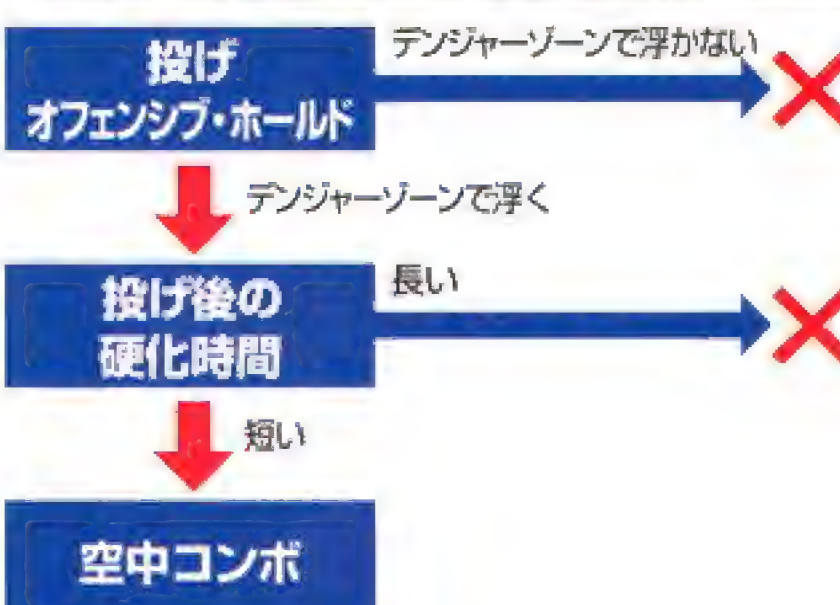 投げ
オフェンシブ・ホールド
デンジャーゾーンで浮かない
デンジャーゾーンで浮く
投げ後の
硬化時間
長い
短い
空中コンボ